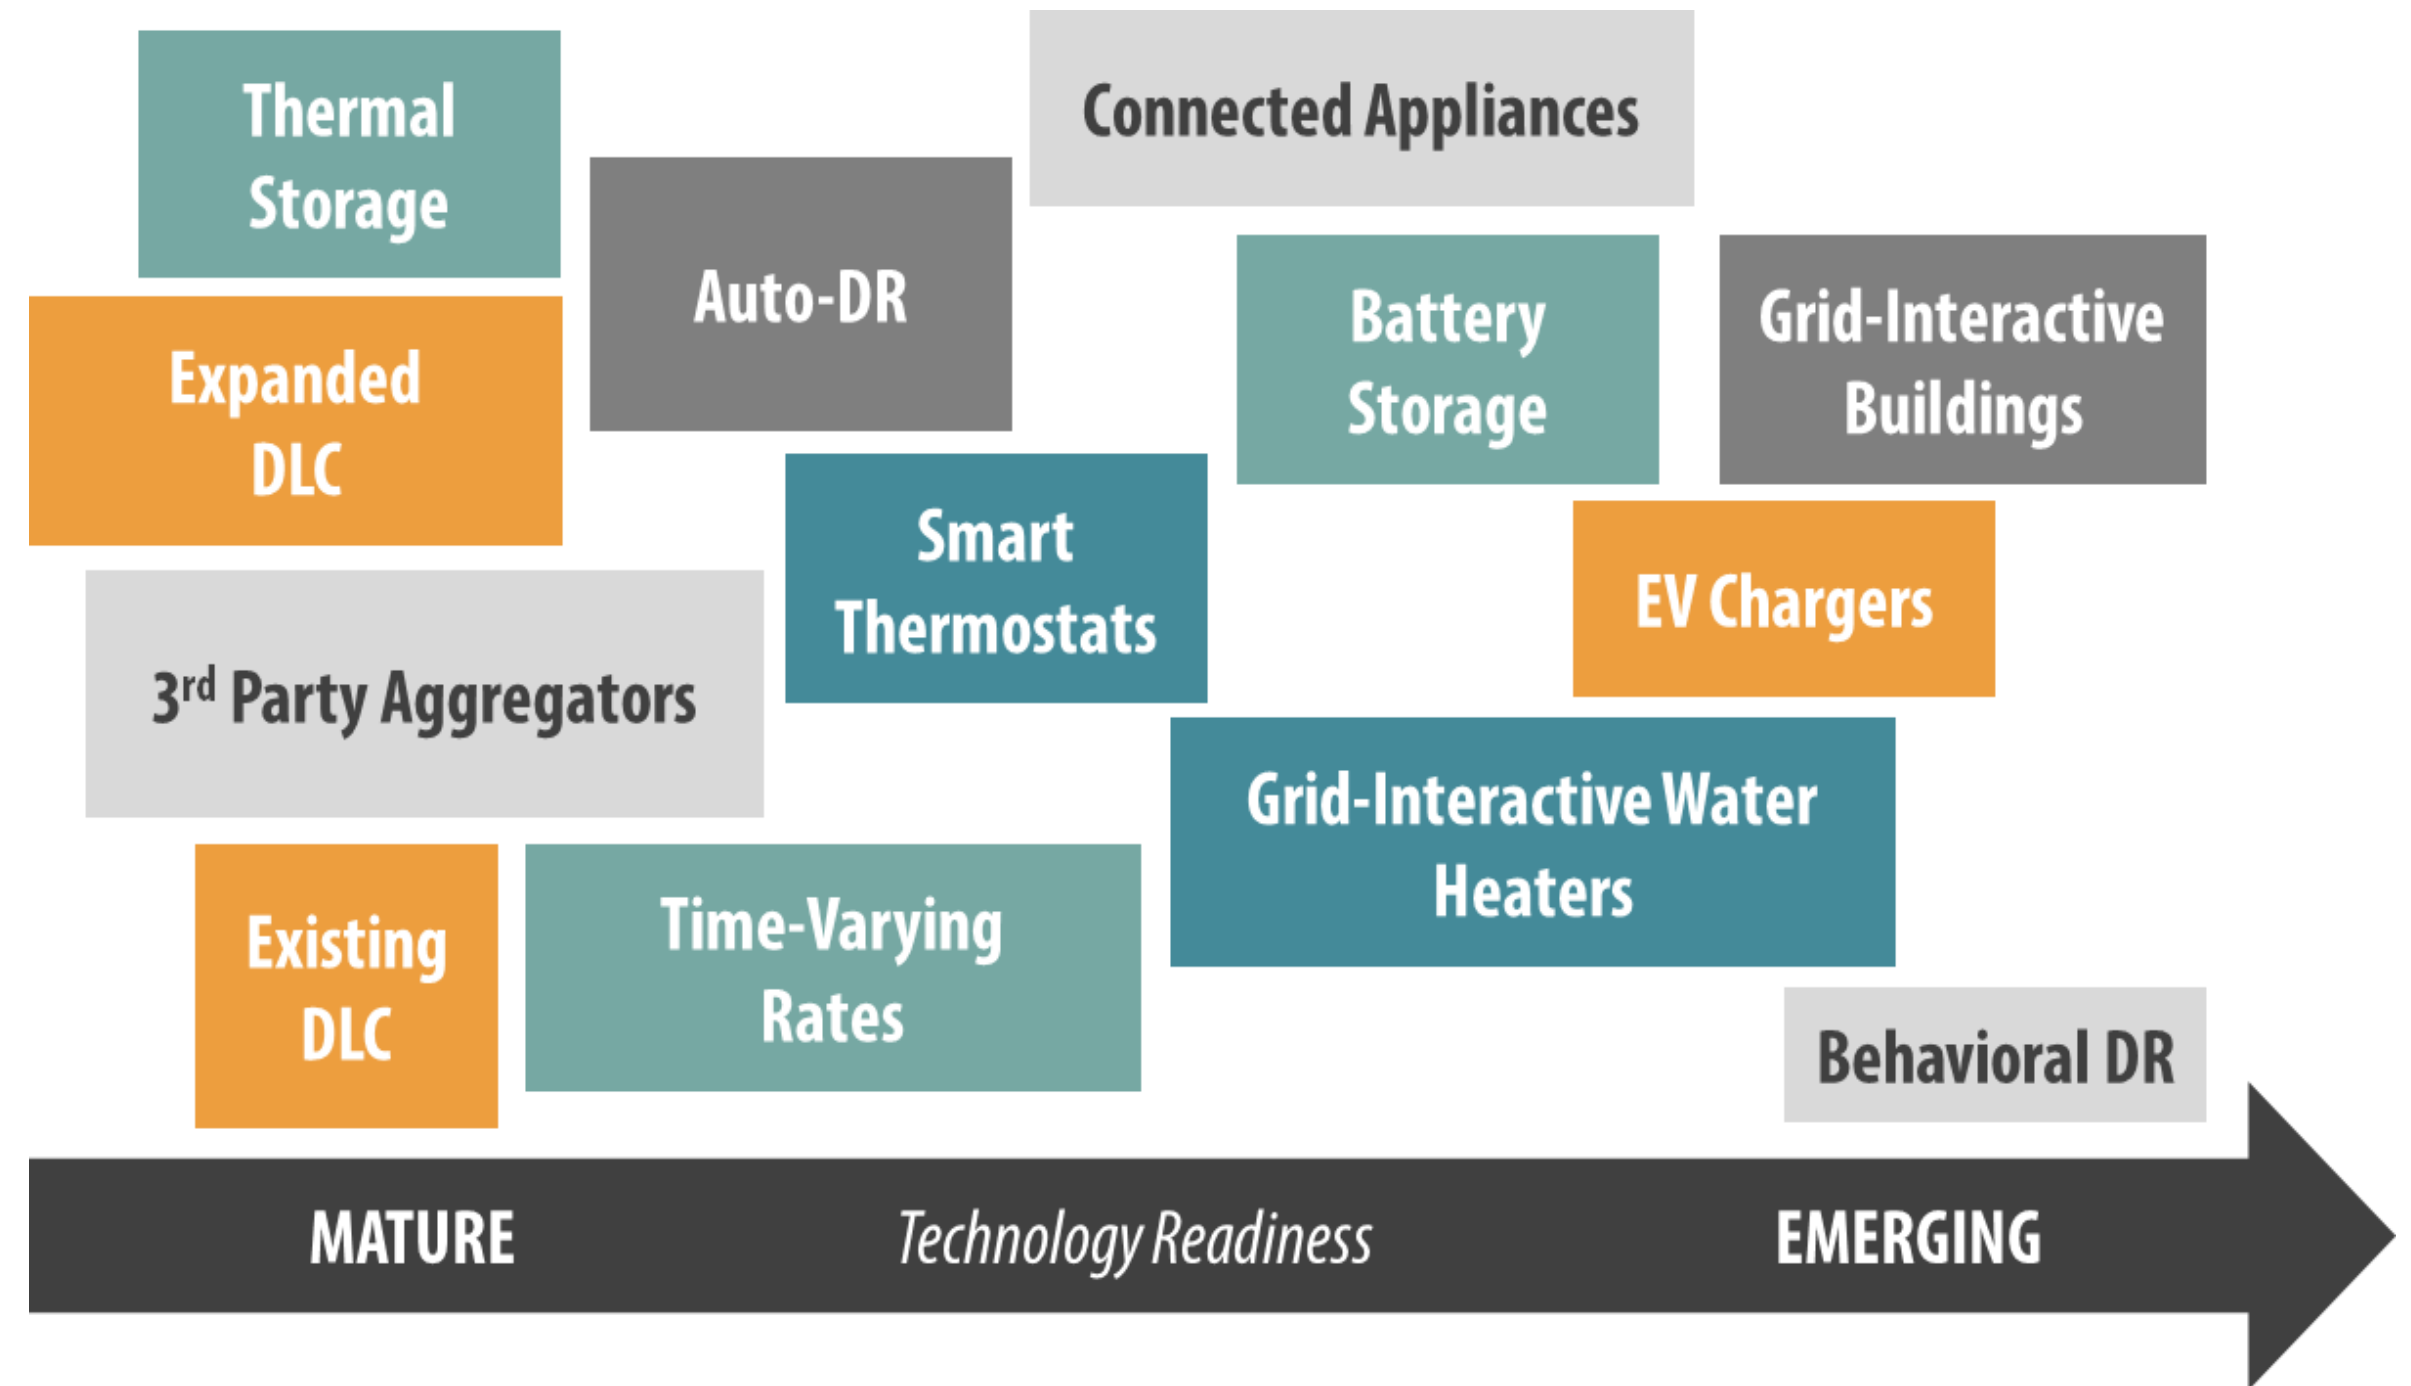 Thermal
Storage
Connected Appliances
Auto-DR
Battery
Storage
Grid-Interactive
Buildings
Expanded
DLC
Smart
Thermostats
EV Chargers
3rd Party Aggregators
Grid-Interactive Water
Heaters
Existing
DLC
Time-Varying
Rates
Behavioral DR
MATURE
Technology Readiness
EMERGING